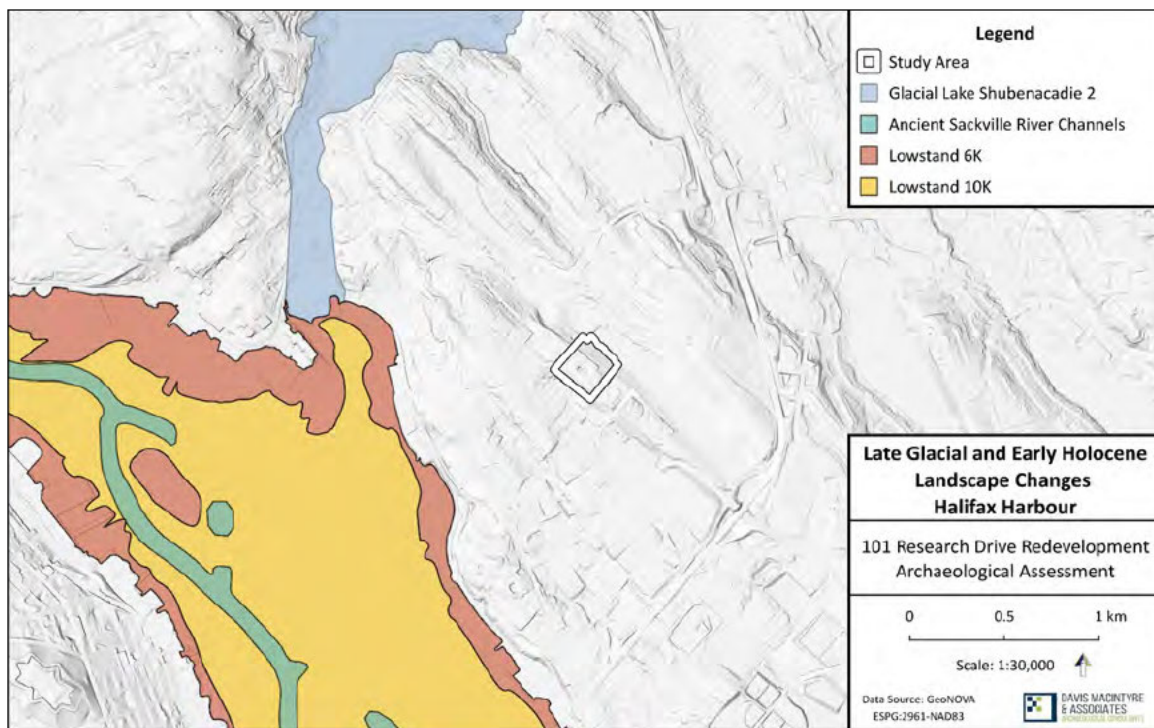 Legend
Study Area
Glacial Lake Shubenacadie 2
Ancient Sackville River Channels
Lowstand 6K
Lowstand 10K
Late Glacial and Early Holocene
Landscape Changes
Halifax Harbour
101 Research Drive Redevelopment
Archaeological Assessment
0 0.5 1 km
Scale: 1:30,000
Data Source: GeoNOVA
ESPG:2961-NAD83
DAVIS MACINTYRE
& ASSOCIATES
ARCHAEOLOGICAL CONSULTANTS